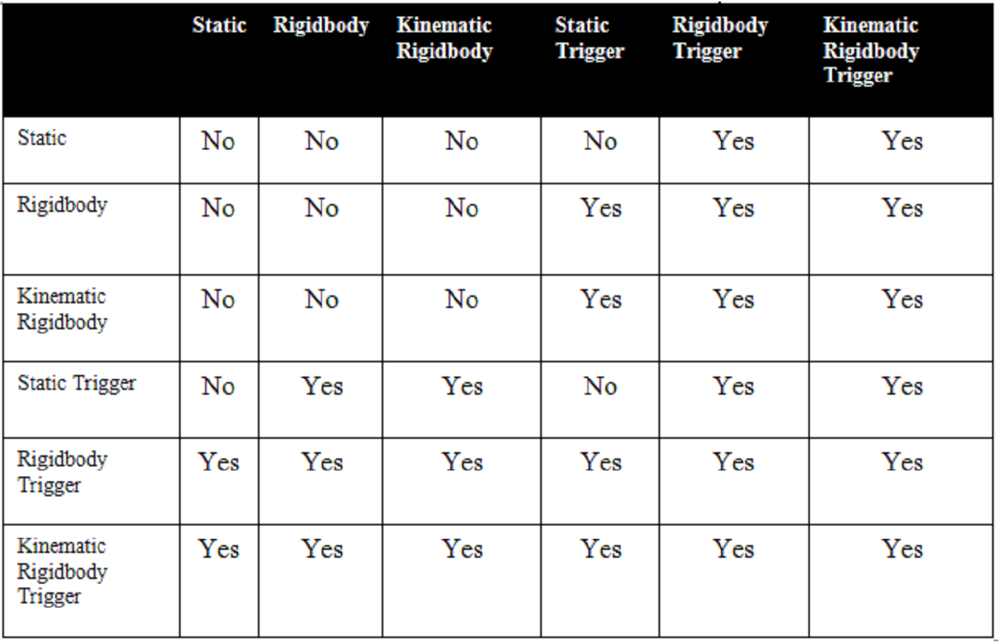 Static Rigidbody Kinematic Static Rigidbody Kinematic
Rigidbody Trigger Trigger Rigidbody
Trigger
Static No No No No Yes Yes
Rigidbody No No No Yes Yes Yes
Kinematic No No No Yes Yes Yes
Rigidbody
Static Trigger No Yes Yes No Yes Yes
Rigidbody Yes Yes Yes Yes Yes Yes
Trigger
Kinematic Yes Yes Yes Yes Yes Yes
Rigidbody
Trigger